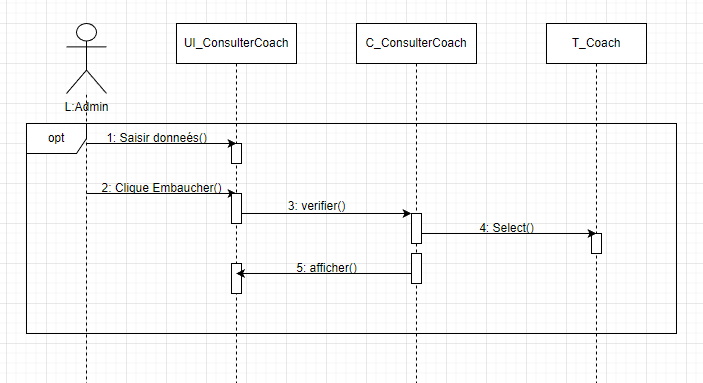 UI_ConsulterCoach
C_ConsulterCoach
T_Coach
L:Admin
opt
1: Saisir donneés()
2: Clique Embaucher()
3: verifier()
4: Select()
5: afficher()